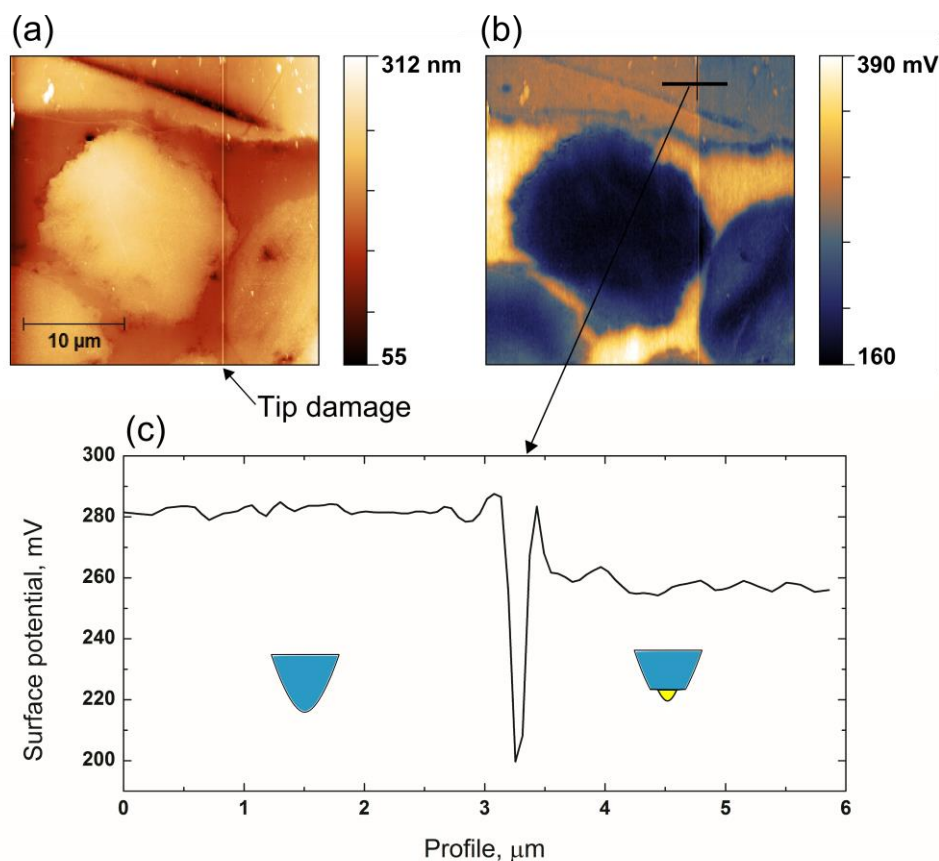 (a)
(b)
312 nm
390 mV
10 µm
55
160
Tip damage
(c)
300
280
260
240
220
200
Surface potential, mV
0 1 2 3 4 5 6
Profile, µm